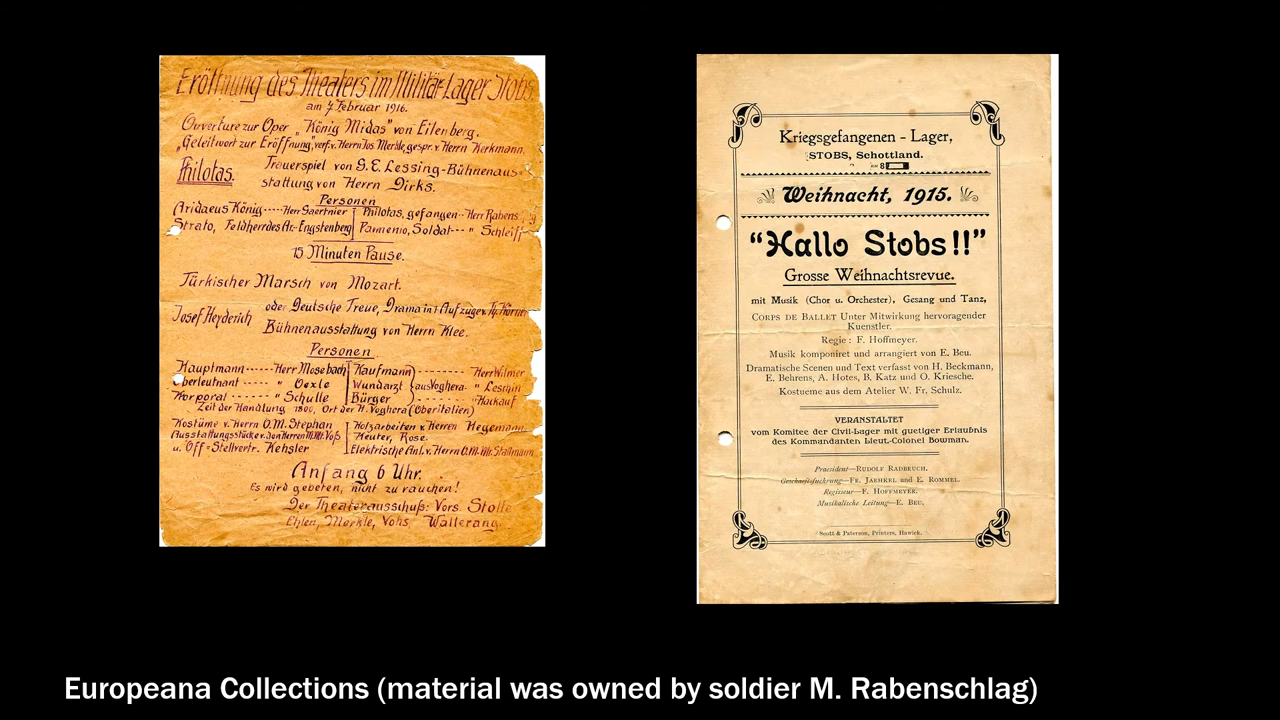 Eröffnung des Theaters im Militär-Lager Stobs
am 7. Februar 1916.
Ouverture zur Oper „König Midas" von Eilenberg.
„Geleitwort zur Eröffnung", verf. v. Herrn Jos Merkle, gespr. v. Herrn Kerkmann.
Philotas. Trauerspiel von G. E. Lessing - Bühnenaus-
stattung von Herrn Dirks.
Personen
Aridaeus König ---- Herr Saertnier Philotas, gefangen -- Herr Rabens
Strato, Feldherr des Ar.- Engstenberg Parmenio, Soldat --- " Schleiff
15 Minuten Pause.
Türkischer Marsch von Mozart.
Josef Heyderich oder Deutsche Treue, Drama in 1 Aufzuge v. Th. Körner
Bühnenausstattung von Herrn Klee.
Personen
Hauptmann ----- Herr Mosebach Kaufmann -------- Herr Wilmer
Oberleutnant ----- " Oexle Wundarzt aus Voghera - " Leschin
Korporal ------ " Schulle Bürger -------- " Hackauf
Zeit der Handlung 1800, Ort der H. Voghera (Oberitalien)
Kostüme v. Herrn O. M. Stephan Holzarbeiten v. Herren Hegemann
Ausstattungsstücke v. den Herren M. Mt. Voß Reuter, Rose.
u. Off = Stellvertr. Kehsler Elektrische Anl. v. Herrn O. M. Mt. Stallmann
Anfang 6 Uhr.
Es wird gebeten, nicht zu rauchen!
Der Theaterausschuß: Vors. Stolle
Ehlen, Merkle, Vohs, Wallerang.
Kriegsgefangenen - Lager,
STOBS, Schottland.
Weihnacht, 1915.
"Hallo Stobs!!"
Grosse Weihnachtsrevue.
mit Musik (Chor u. Orchester), Gesang und Tanz,
CORPS DE BALLET Unter Mitwirkung hervoragender
Kuenstler.
Regie: F. Hoffmeyer.
Musik komponiret und arrangiert von E. Beu.
Dramatische Scenen und Text verfasst von H. Beckmann,
E. Behrens, A. Hotes, B. Katz und O. Kriesche.
Kostueme aus dem Atelier W. Fr. Schulz.
VERANSTALTET
vom Komitee der Civil-Lager mit guetiger Erlaubnis
des Kommandanten Lieut-Colonel Bowman.
Praesident—RUDOLF RADBRUCH.
Geschaeftsfuehrung—FR. JAEHREL und E. ROMMEL.
Regisseur—F. HOFFMEYER.
Musikalische Leitung—E. BEU.
Scott & Paterson, Printers, Hawick.
Europeana Collections (material was owned by soldier M. Rabenschlag)